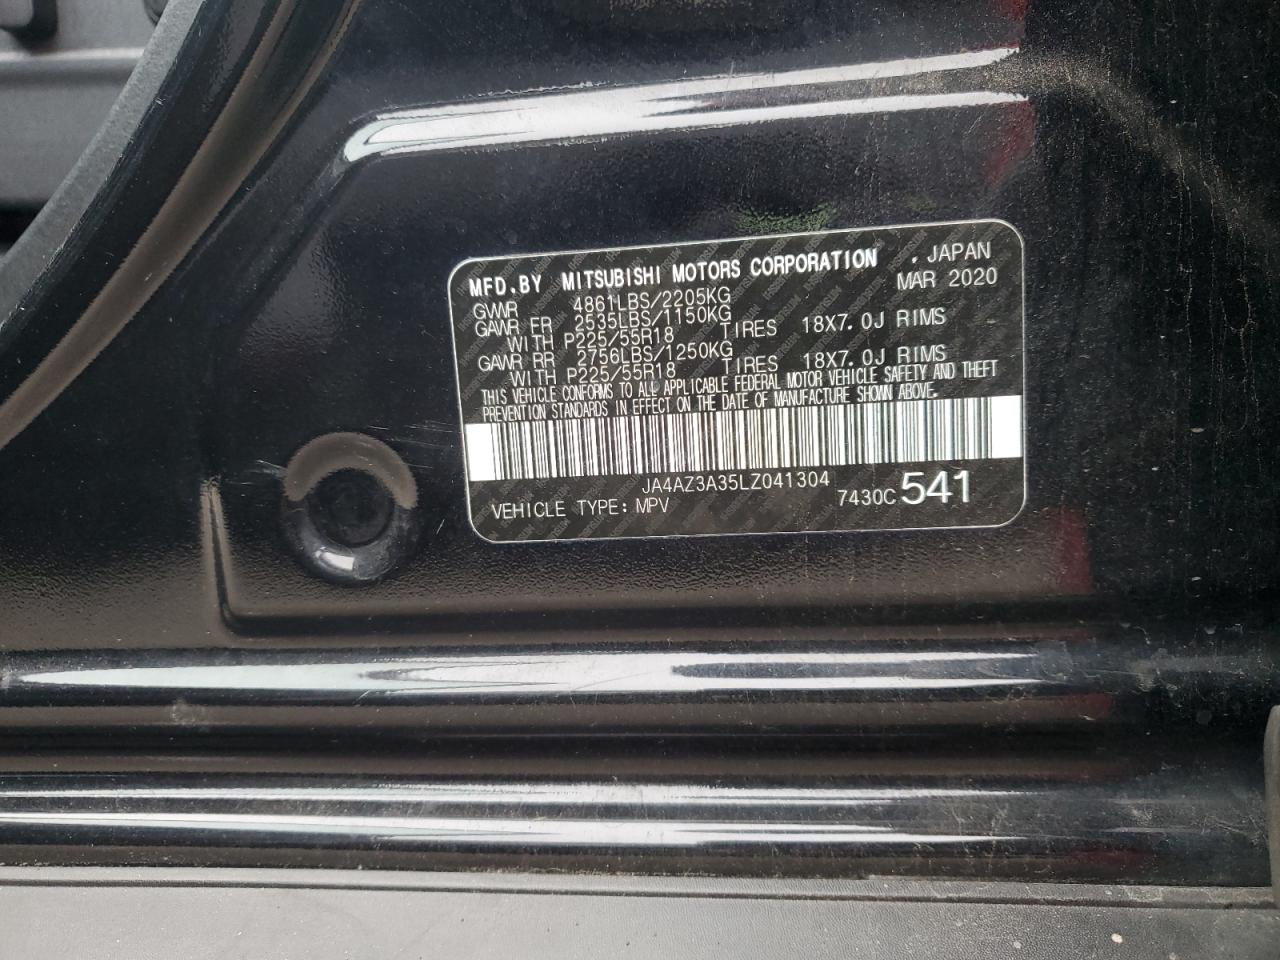 MFD.BY MITSUBISHI MOTORS CORPORATION . JAPAN
GVWR 4861LBS/2205KG MAR 2020
GAWR FR 2535LBS/1150KG
WITH P225/55R18 TIRES 18X7.0J RIMS
GAWR RR 2756LBS/1250KG
WITH P225/55R18 TIRES 18X7.0J RIMS
THIS VEHICLE CONFORMS TO ALL APPLICABLE FEDERAL MOTOR VEHICLE SAFETY AND THEFT
PREVENTION STANDARDS IN EFFECT ON THE DATE OF MANUFACTURE SHOWN ABOVE.
JA4AZ3A35LZ041304
VEHICLE TYPE: MPV 7430C 541